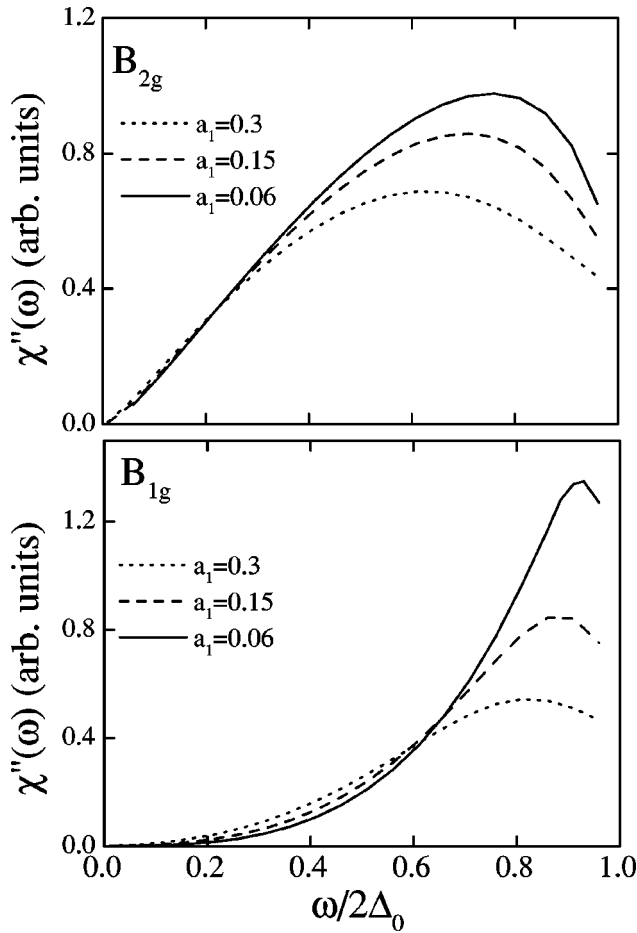 1.2
B2g
a1=0.3
a1=0.15
a1=0.06
0.8
0.4
0.0
χ''(ω) (arb. units)
B1g
1.2
a1=0.3
a1=0.15
a1=0.06
0.8
0.4
0.0
χ''(ω) (arb. units)
0.0 0.2 0.4 0.6 0.8 1.0
ω/2Δ0